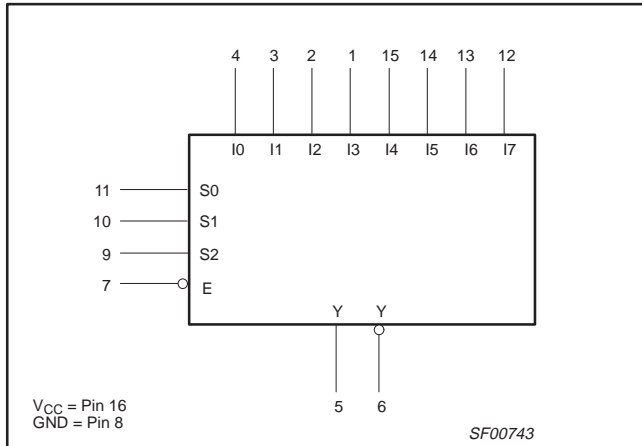 4 3 2 1 15 14 13 12
I0 I1 I2 I3 I4 I5 I6 I7
11 S0
10 S1
9 S2
7 E
Y Y
5 6
VCC = Pin 16
GND = Pin 8
SF00743